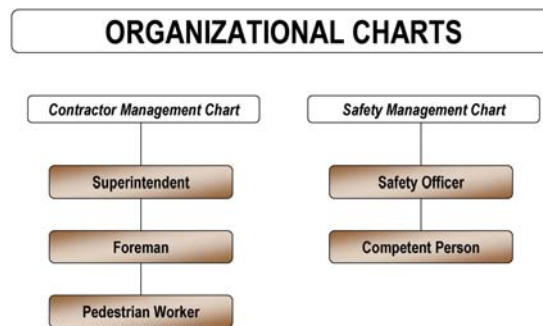 ORGANIZATIONAL CHARTS
Contractor Management Chart
Superintendent
Foreman
Pedestrian Worker
Safety Management Chart
Safety Officer
Competent Person